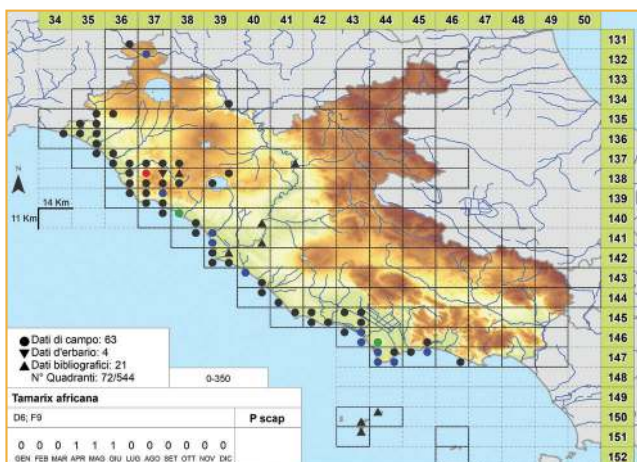 34 35 36 37 38 39 40 41 42 43 44 45 46 47 48 49 50
131
132
133
134
135
136
137
138
139
140
141
142
143
144
145
146
147
148
149
150
151
152
N
14 Km
11 Km
● Dati di campo: 63
▼ Dati d'erbario: 4
▲ Dati bibliografici: 21
N° Quadranti: 72/544
0-350
Tamarix africana
D6; F9
P scap
0 0 0 1 1 1 0 0 0 0 0 0
GEN FEB MAR APR MAG GIU LUG AGO SET OTT NOV DIC